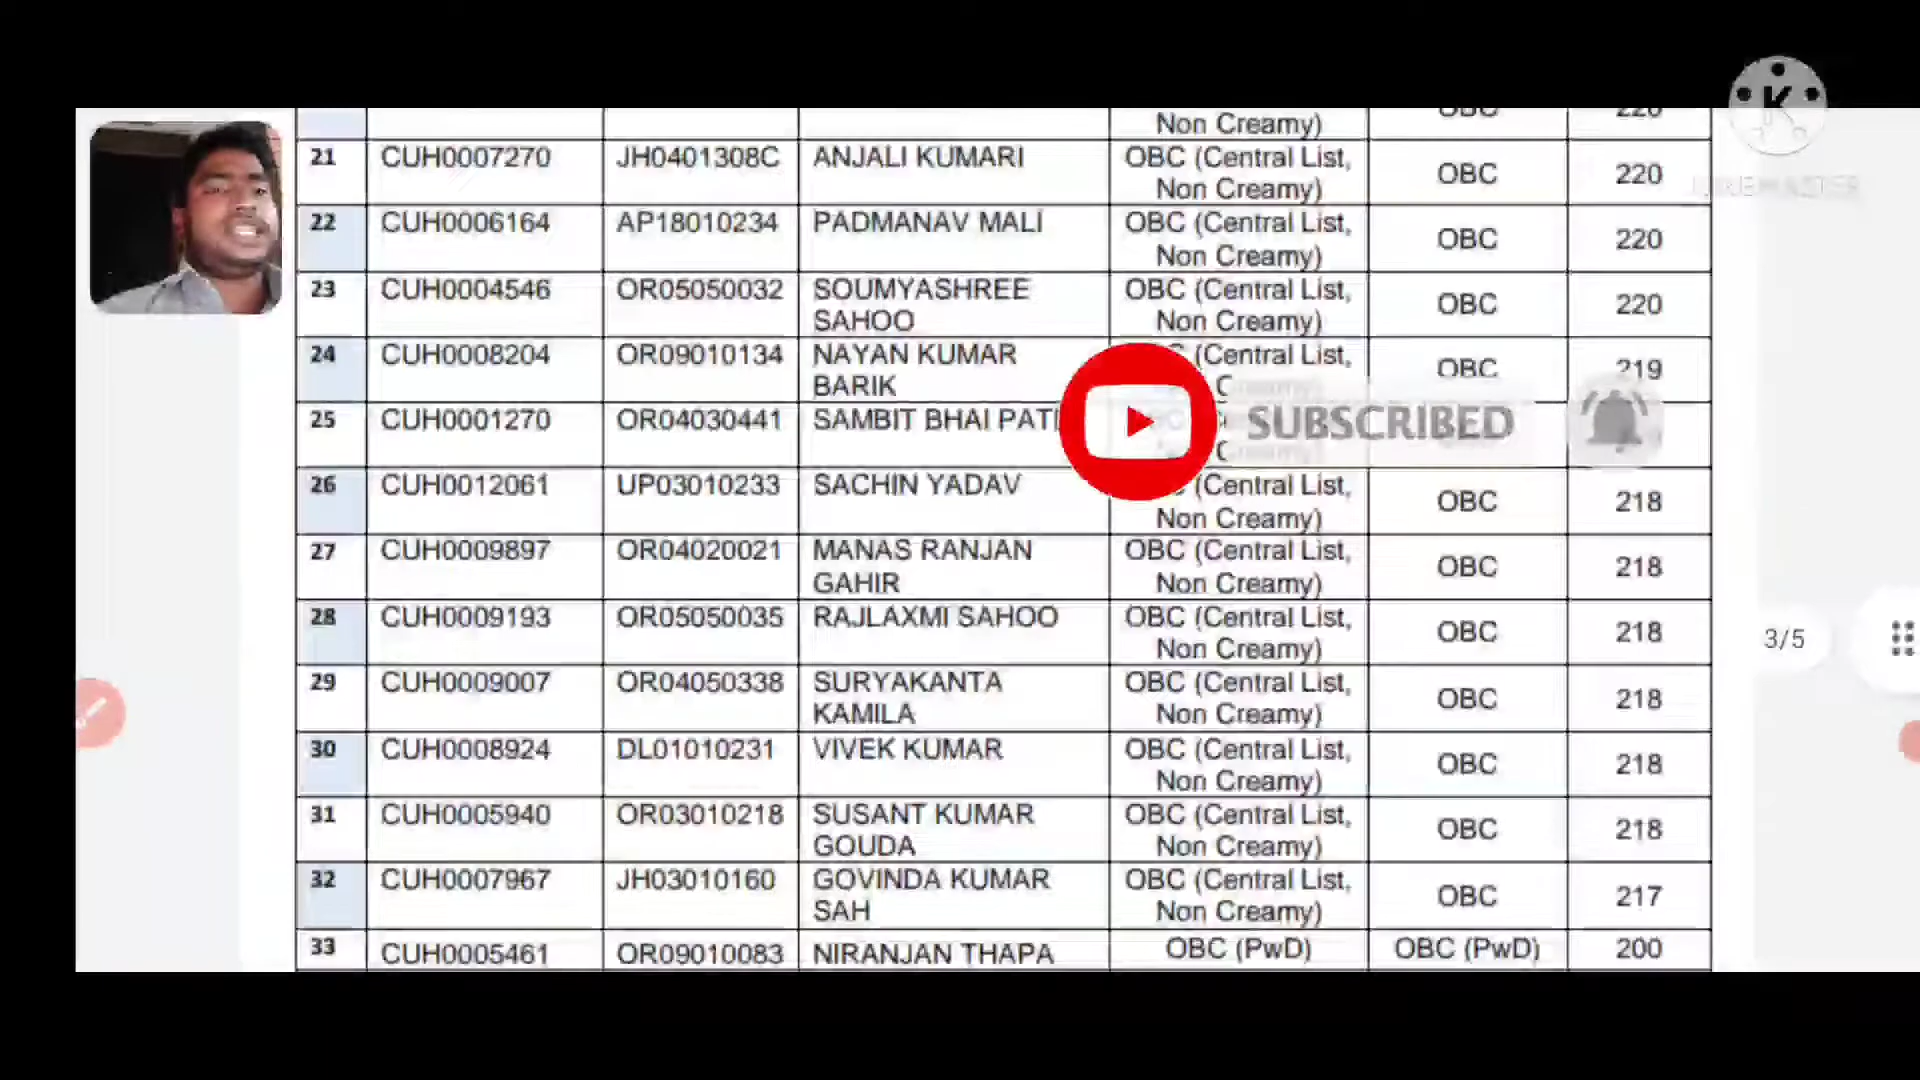 Non Creamy) OBC 220
21 CUH0007270 JH0401308C ANJALI KUMARI OBC (Central List, OBC 220
Non Creamy)
22 CUH0006164 AP18010234 PADMANAV MALI OBC (Central List, OBC 220
Non Creamy)
23 CUH0004546 OR05050032 SOUMYASHREE OBC (Central List, OBC 220
SAHOO Non Creamy)
24 CUH0008204 OR09010134 NAYAN KUMAR (Central List, OBC 219
BARIK
25 CUH0001270 OR04030441 SAMBIT BHAI PATI
SUBSCRIBED
26 CUH0012061 UP03010233 SACHIN YADAV (Central List, OBC 218
Non Creamy)
27 CUH0009897 OR04020021 MANAS RANJAN OBC (Central List, OBC 218
GAHIR Non Creamy)
28 CUH0009193 OR05050035 RAJLAXMI SAHOO OBC (Central List, OBC 218
Non Creamy)
29 CUH0009007 OR04050338 SURYAKANTA OBC (Central List, OBC 218
KAMILA Non Creamy)
30 CUH0008924 DL01010231 VIVEK KUMAR OBC (Central List, OBC 218
Non Creamy)
31 CUH0005940 OR03010218 SUSANT KUMAR OBC (Central List, OBC 218
GOUDA Non Creamy)
32 CUH0007967 JH03010160 GOVINDA KUMAR OBC (Central List, OBC 217
SAH Non Creamy)
33 CUH0005461 OR09010083 NIRANJAN THAPA OBC (PwD) OBC (PwD) 200
3/5
K
KINEMASTER